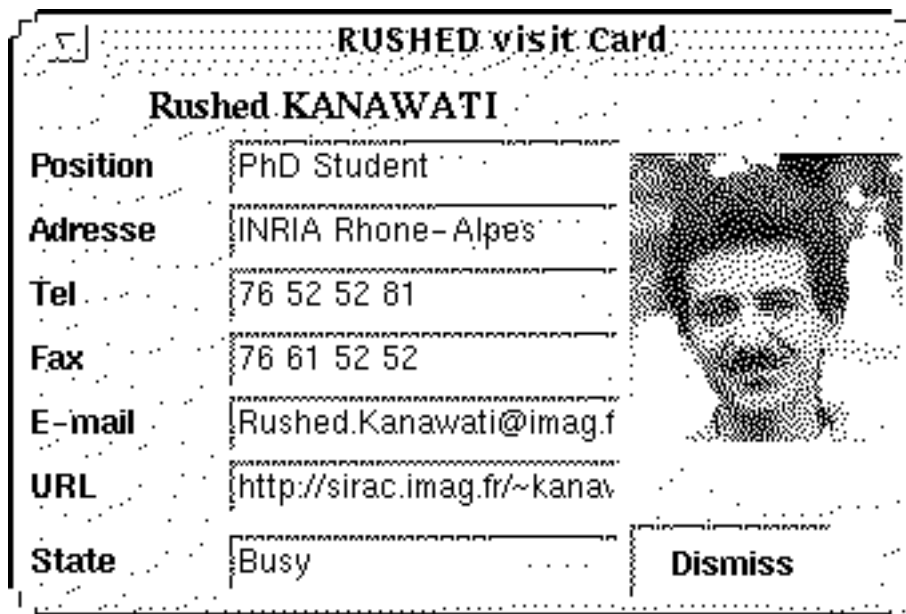 RUSHED visit Card
Rushed KANAWATI
Position PhD Student
Adresse INRIA Rhone-Alpes
Tel 76 52 52 81
Fax 76 61 52 52
E-mail Rushed.Kanawati@imag.f
URL http://sirac.imag.fr/~kanav
State Busy
Dismiss